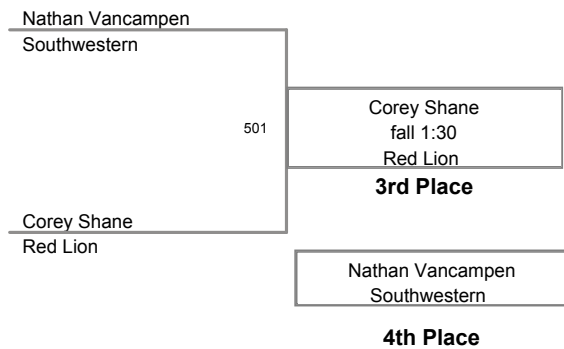 Nathan Vancampen
Southwestern
501
Corey Shane
fall 1:30
Red Lion
3rd Place
Corey Shane
Red Lion
Nathan Vancampen
Southwestern
4th Place